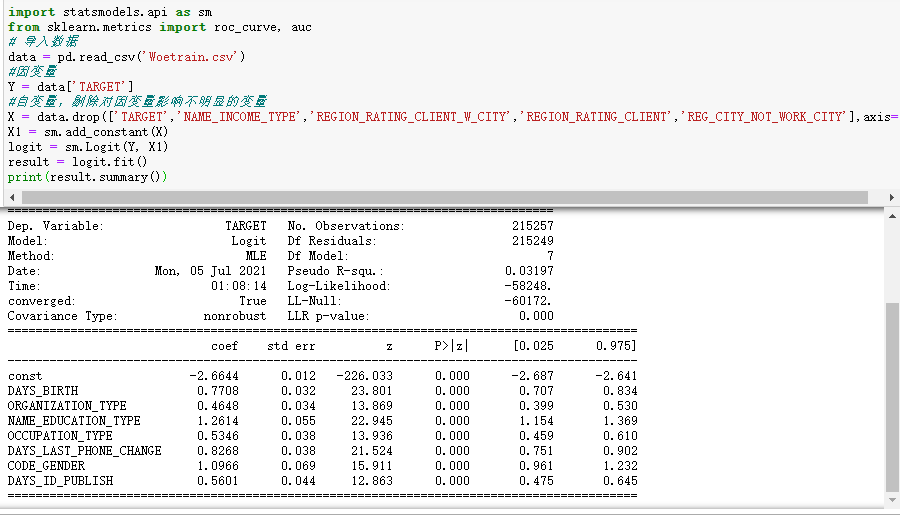 import statsmodels.api as sm
from sklearn.metrics import roc_curve, auc
# 导入数据
data = pd.read_csv('Woetrain.csv')
#因变量
Y = data['TARGET']
#自变量，剔除对因变量影响不明显的变量
X = data.drop(['TARGET','NAME_INCOME_TYPE','REGION_RATING_CLIENT_W_CITY','REGION_RATING_CLIENT','REG_CITY_NOT_WORK_CITY'],axis=
X1 = sm.add_constant(X)
logit = sm.Logit(Y, X1)
result = logit.fit()
print(result.summary())
==============================================================================
Dep. Variable: TARGET No. Observations: 215257
Model: Logit Df Residuals: 215249
Method: MLE Df Model: 7
Date: Mon, 05 Jul 2021 Pseudo R-squ.: 0.03197
Time: 01:08:14 Log-Likelihood: -58248.
converged: True LL-Null: -60172.
Covariance Type: nonrobust LLR p-value: 0.000
==========================================================================================
coef std err z P>|z| [0.025 0.975]
------------------------------------------------------------------------------------------
const -2.6644 0.012 -226.033 0.000 -2.687 -2.641
DAYS_BIRTH 0.7708 0.032 23.801 0.000 0.707 0.834
ORGANIZATION_TYPE 0.4648 0.034 13.869 0.000 0.399 0.530
NAME_EDUCATION_TYPE 1.2614 0.055 22.945 0.000 1.154 1.369
OCCUPATION_TYPE 0.5346 0.038 13.936 0.000 0.459 0.610
DAYS_LAST_PHONE_CHANGE 0.8268 0.038 21.524 0.000 0.751 0.902
CODE_GENDER 1.0966 0.069 15.911 0.000 0.961 1.232
DAYS_ID_PUBLISH 0.5601 0.044 12.863 0.000 0.475 0.645
==========================================================================================